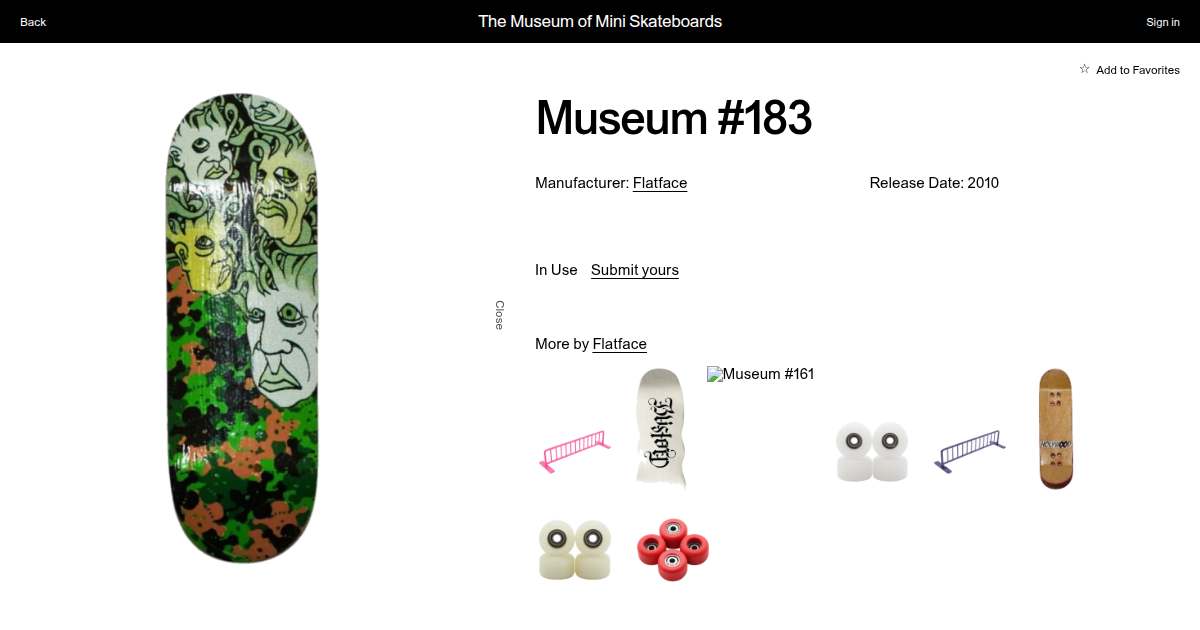 Back
The Museum of Mini Skateboards
Sign in
☆ Add to Favorites
Museum #183
Manufacturer: Flatface
Release Date: 2010
In Use Submit yours
Close
More by Flatface
Museum #161